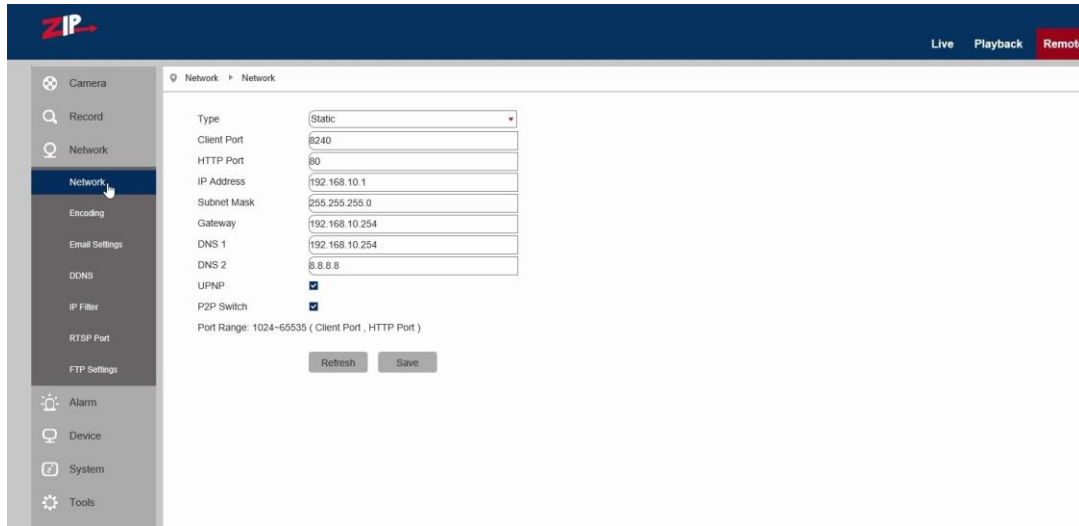 ZIP
Live Playback
Camera
Record
Network
Network
Encoding
Email Settings
DDNS
IP Filter
RTSP Port
FTP Settings
Alarm
Device
System
Tools
Network Network
Type Static
Client Port 8240
HTTP Port 80
IP Address 192.168.10.1
Subnet Mask 255.255.255.0
Gateway 192.168.10.254
DNS 1 192.168.10.254
DNS 2 8.8.8.8
UPNP
P2P Switch
Port Range: 1024~65535 ( Client Port , HTTP Port )
Refresh Save